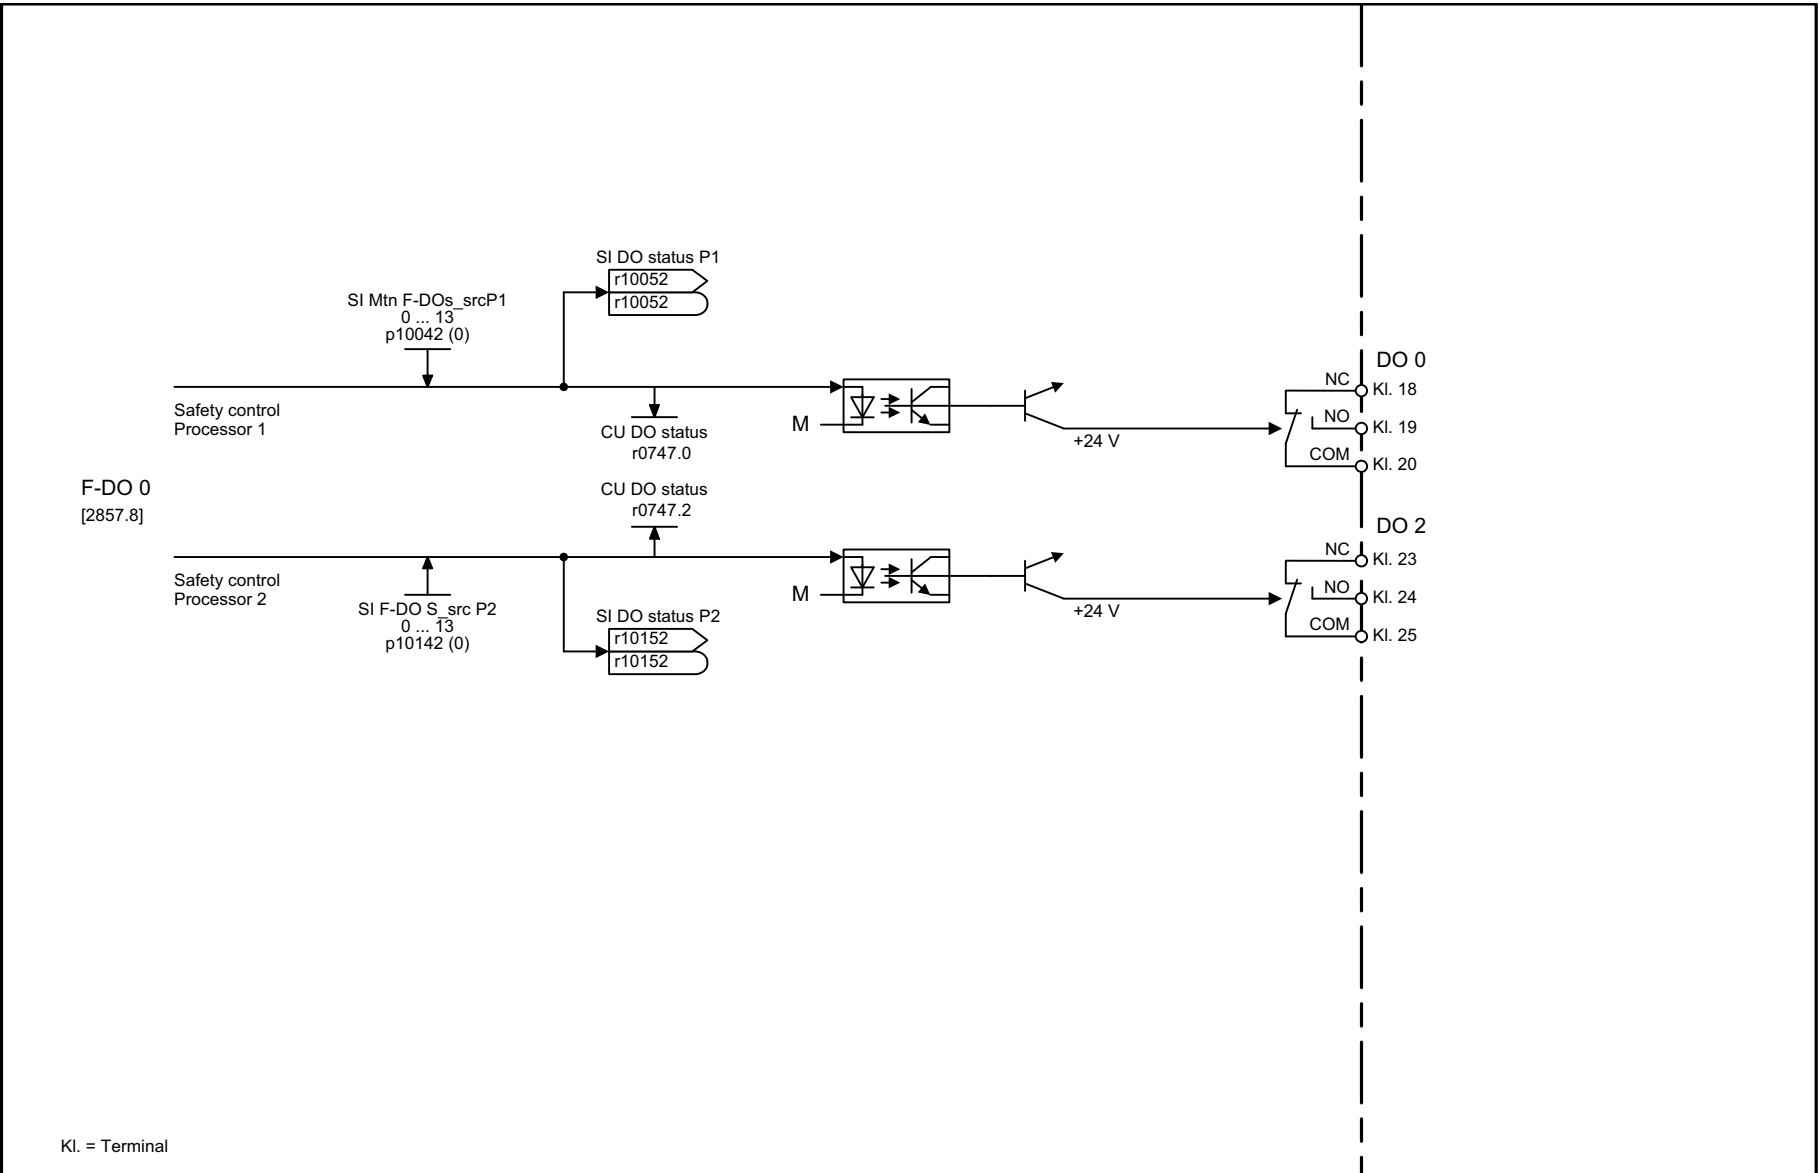 SI DO status P1
r10052
r10052
SI Mtn F-DOs_srcP1
0 ... 13
p10042 (0)
DO 0
NC
Kl. 18
NO
Kl. 19
COM
Kl. 20
Safety control
Processor 1
M
CU DO status
r0747.0
+24 V
F-DO 0
[2857.8]
CU DO status
r0747.2
DO 2
NC
Kl. 23
NO
Kl. 24
COM
Kl. 25
Safety control
Processor 2
M
SI F-DO S_src P2
0 ... 13
p10142 (0)
+24 V
SI DO status P2
r10152
r10152
Kl. = Terminal